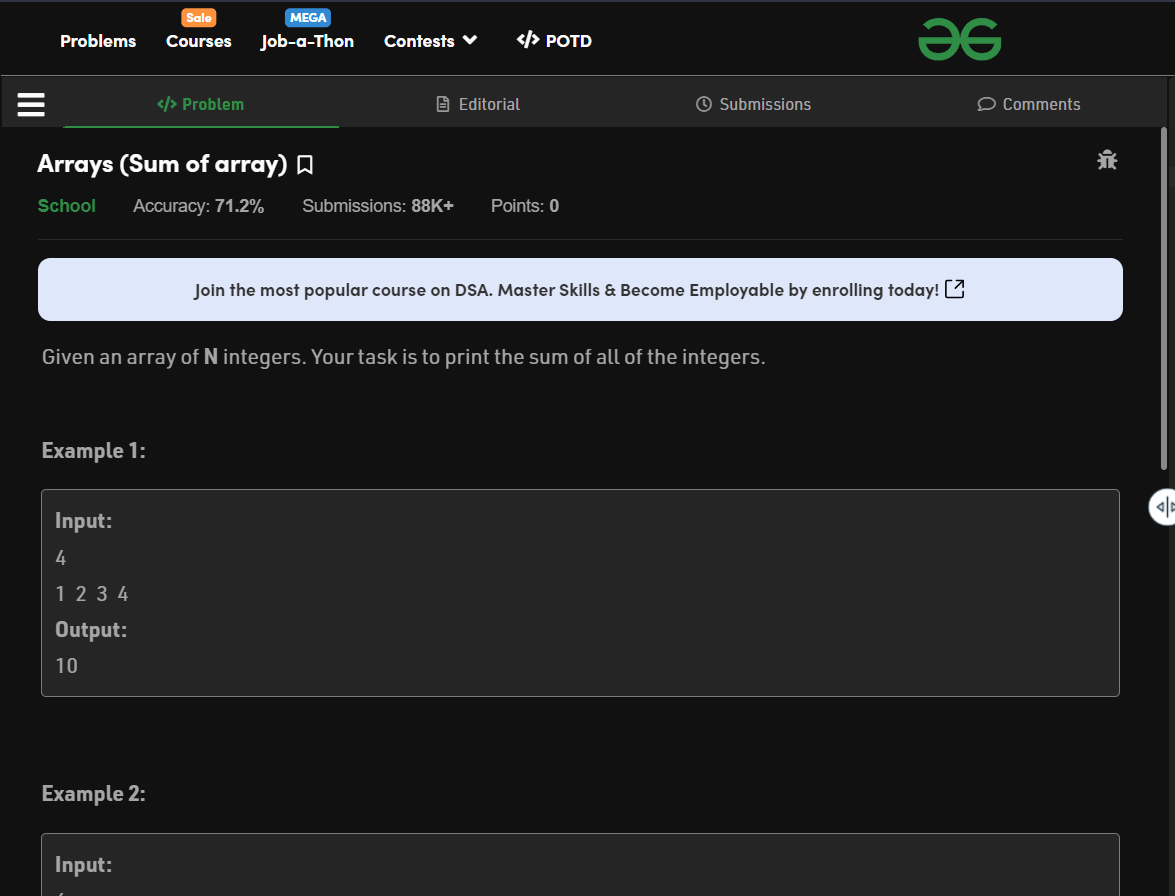 Sale MEGA
Problems Courses Job-a-Thon Contests </> POTD
</> Problem Editorial Submissions Comments
Arrays (Sum of array)
School Accuracy: 71.2% Submissions: 88K+ Points: 0
Join the most popular course on DSA. Master Skills & Become Employable by enrolling today!
Given an array of N integers. Your task is to print the sum of all of the integers.
Example 1:
Input:
4
1 2 3 4
Output:
10
Example 2:
Input: